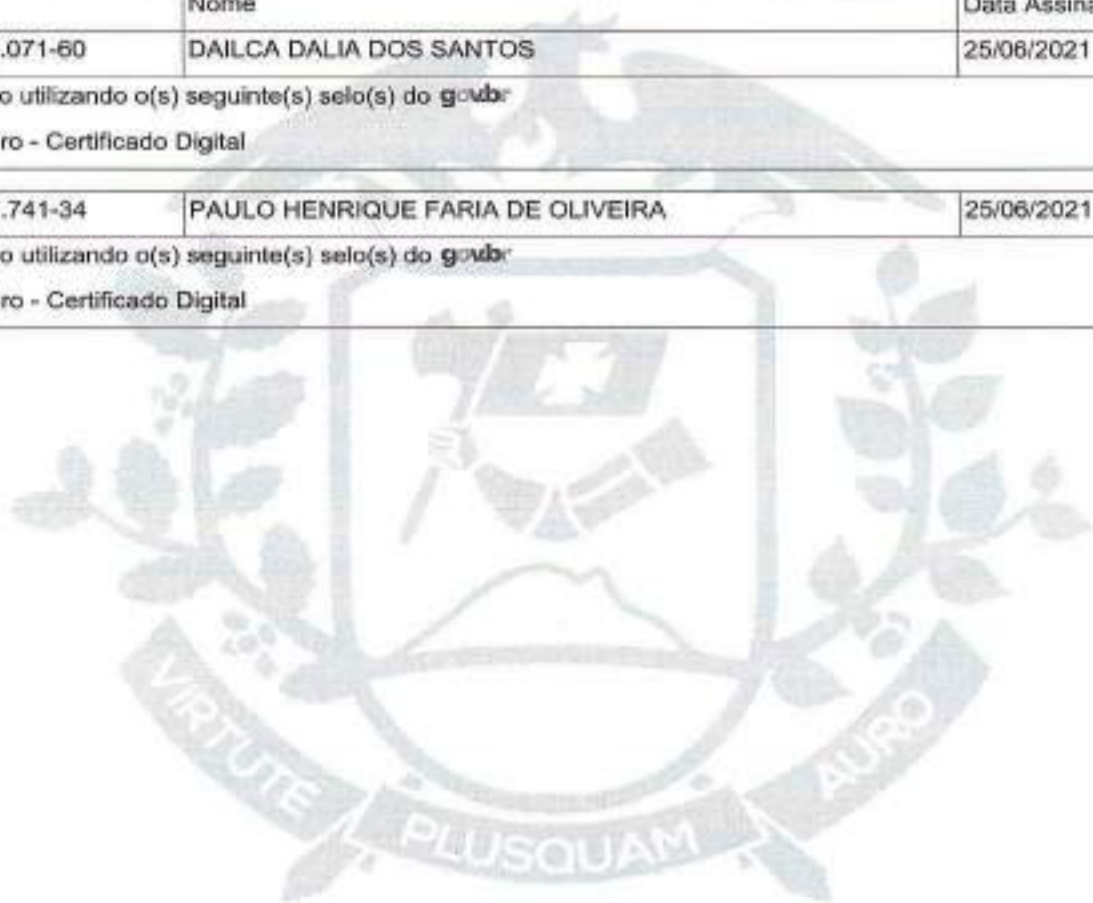 Nome Data Assina
.071-60 DAILCA DALIA DOS SANTOS 25/06/2021
o utilizando o(s) seguinte(s) selo(s) do govbr
ro - Certificado Digital
.741-34 PAULO HENRIQUE FARIA DE OLIVEIRA 25/06/2021
o utilizando o(s) seguinte(s) selo(s) do govbr
ro - Certificado Digital
VIRTUTE PLUSQUAM AURO